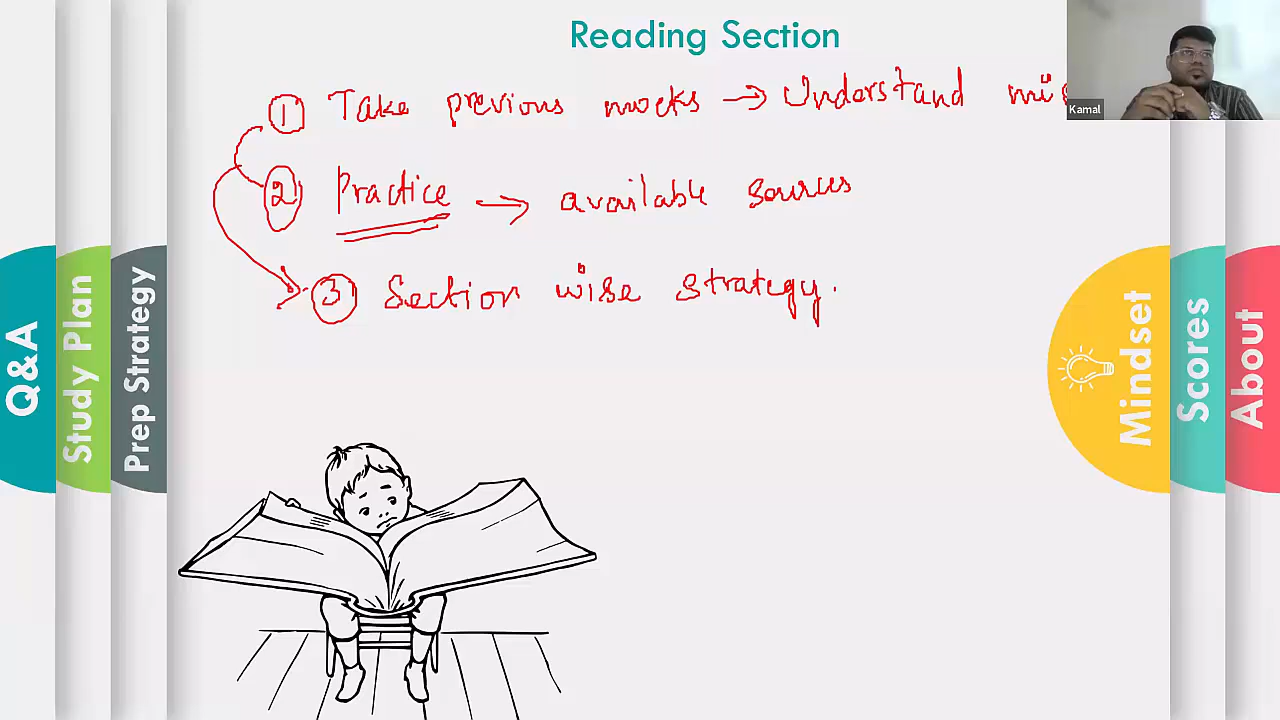 Reading Section
① Take previous mocks → Understand
Kamal
② Practice → available sources
③ Section wise strategy.
Q&A
Study Plan
Prep Strategy
Mindset
Scores
About